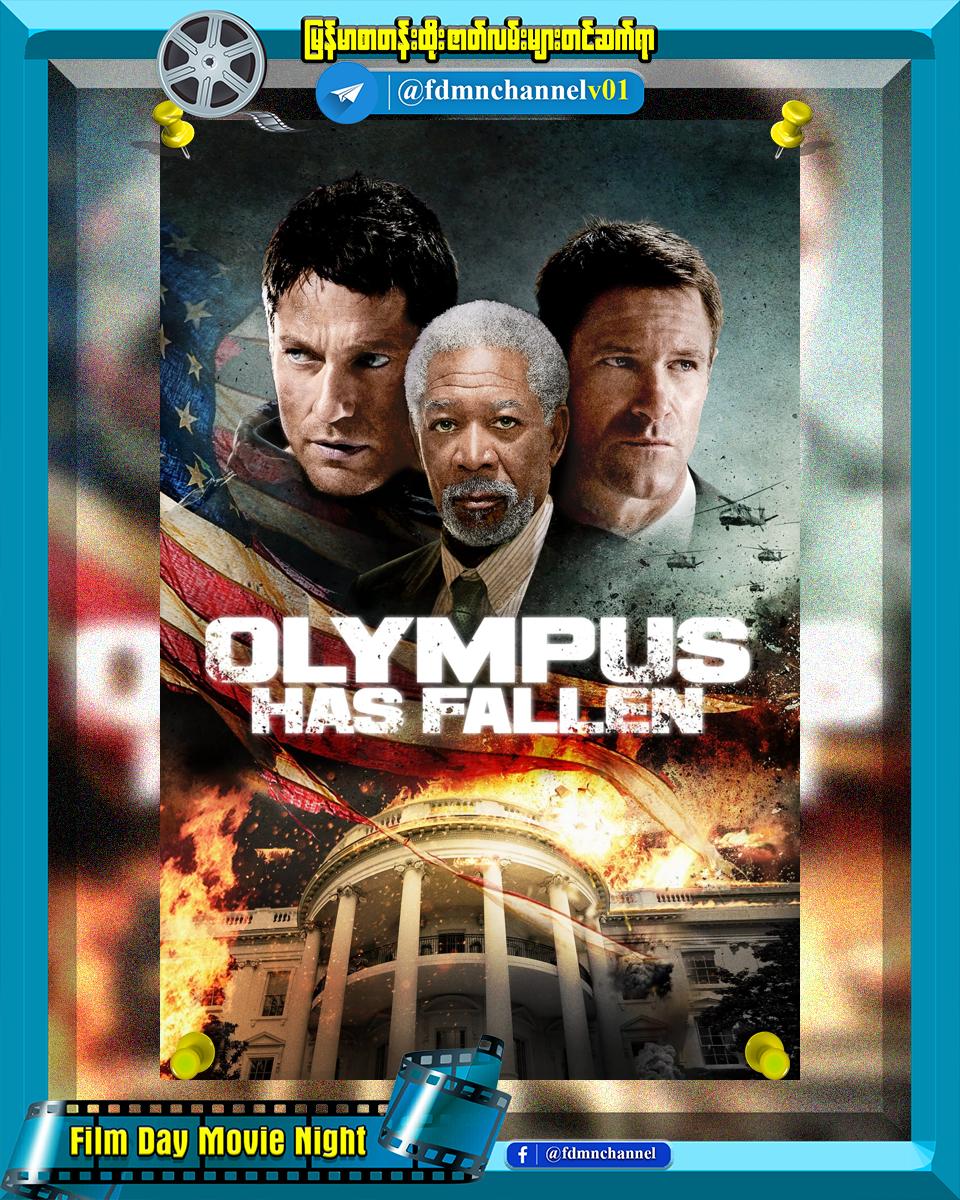 မြန်မာစာတန်းထိုးဇာတ်လမ်းများတင်ဆက်ရာ
@fdmnchannelv01
OLYMPUS
HAS FALLEN
Film Day Movie Night
@fdmnchannel